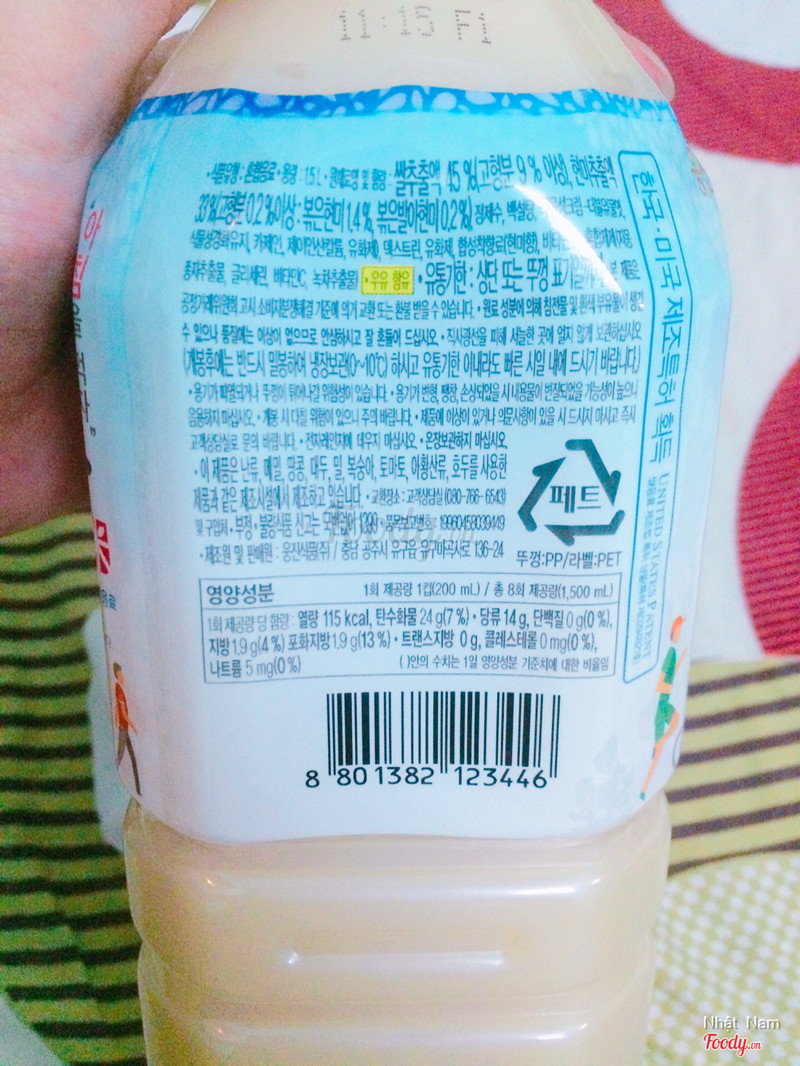 •식품유형 : 혼합음료 •용량 : 1.5 L • 원재료명 및 함량 : 쌀추출액 45 %(고형분 9 % 이상), 현미추출액
33 %(고형분 0.2 %이상 · 볶은현미 1.4 %, 볶은발아현미 0.2 %), 정제수, 백설탕,
식물성경화유지, 카제인, 제이인산칼륨, 유화제, 덱스트린, 유화제, 합성착향료(현미향),
종자추출물, 글리세린, 비타민C, 녹차추출물) 우유 함유 • 유통기한 : 상단 또는 뚜껑 표기일까지 • 본 제품은
공정거래위원회 고시 소비자분쟁해결 기준에 의거 교환 또는 환불 받을 수 있습니다. • 원료 성분에 의해 침전물 및 환색 부유물이 생길
수 있으나 품질에는 이상이 없으므로 안심하시고 잘 흔들어 드십시오. • 직사광선을 피해 서늘한 곳에 얼지 않게 보관하십시오
(개봉후에는 반드시 밀봉하여 냉장보관(0~10℃) 하시고 유통기한 이내라도 빠른 시일 내에 드시기 바랍니다.)
• 용기가 파열되거나 뚜껑이 튀어나갈 위험성이 있습니다. • 용기가 변형, 팽창, 손상되었을 시 내용물이 변질되었을 가능성이 높으니
음용하지 마십시오. • 개봉 시 다칠 위험이 있으니 주의 바랍니다. • 제품에 이상이 있거나 의문사항이 있을 시 드시지 마시고 즉시
고객상담실로 문의 바랍니다. • 전자레인지에 데우지 마십시오. • 온장보관하지 마십시오.
• 이 제품은 난류, 메밀, 땅콩, 대두, 밀, 복숭아, 토마토, 아황산류, 호두를 사용한
제품과 같은 제조시설에서 제조하고 있습니다. • 교환장소 : 고객상담실 (080-766-6543)
및 구입처 • 부정 · 불량식품 신고는 국번없이 1399 • 품목보고번호 : 19960458039449
• 제조원 및 판매원 : 웅진식품(주) / 충남 공주시 유구읍 유구마곡사로 136-24
페트
뚜껑:PP/라벨:PET
영양성분 1회 제공량 1컵(200 mL) / 총 8회 제공량(1,500 mL)
1회 제공량 당 함량 : 열량 115 kcal, 탄수화물 24 g(7 %) • 당류 14 g, 단백질 0 g(0 %),
지방 1.9 g(4 %) 포화지방 1.9 g(13 %) • 트랜스지방 0 g, 콜레스테롤 0 mg(0 %),
나트륨 5 mg(0 %) ( )안의 수치는 1일 영양성분 기준치에 대한 비율임
8 801382 123446
한국·미국 제조특허 획득
UNITED STATES PATENT
아
침
Foody.vn
Nhật Nam
Foody.vn